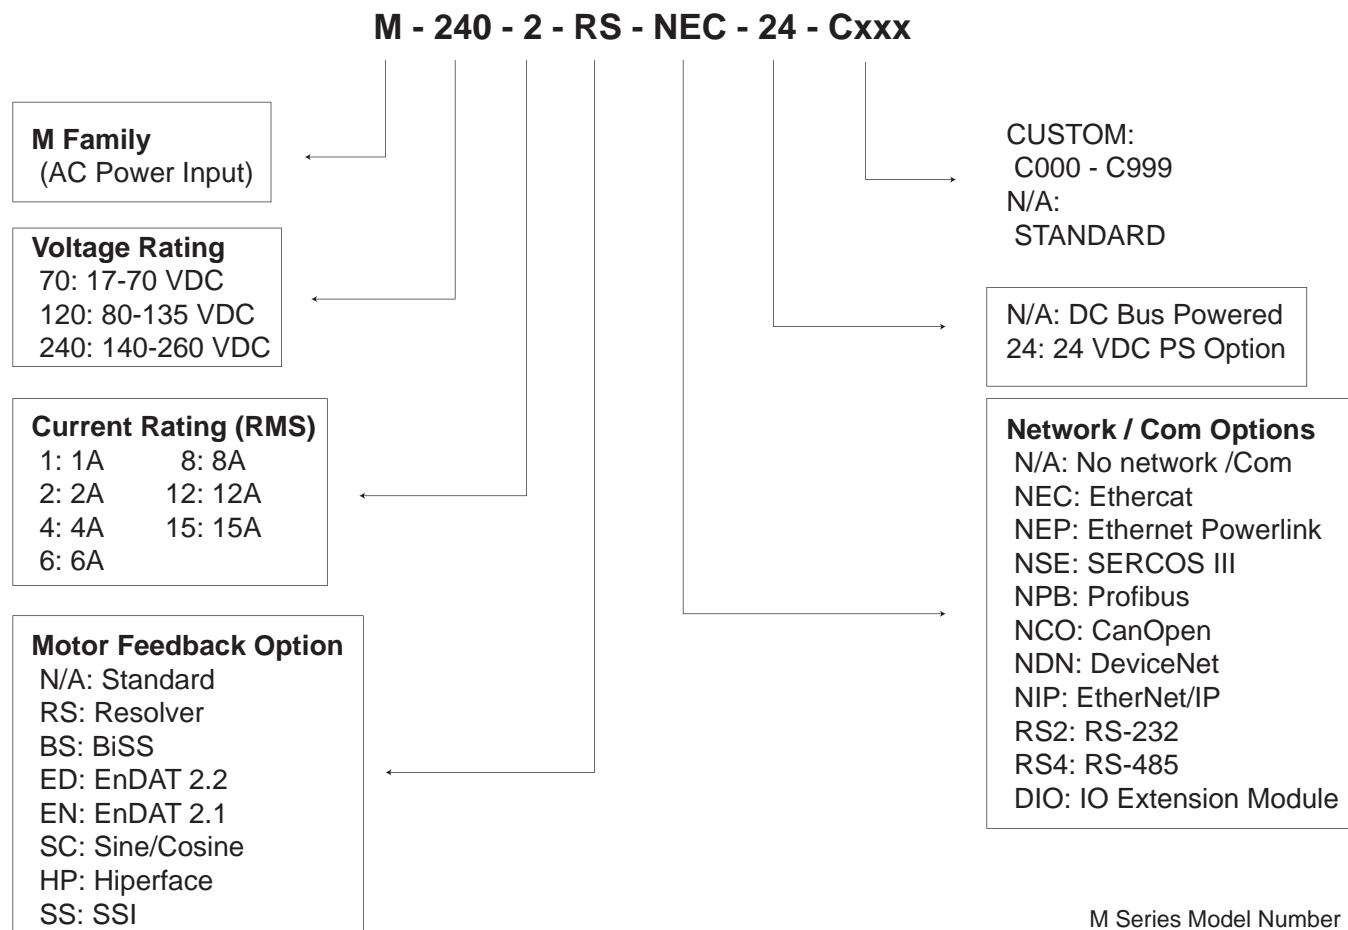 M - 240 - 2 - RS - NEC - 24 - Cxxx
M Family
(AC Power Input)
Voltage Rating
70: 17-70 VDC
120: 80-135 VDC
240: 140-260 VDC
Current Rating (RMS)
1: 1A 8: 8A
2: 2A 12: 12A
4: 4A 15: 15A
6: 6A
Motor Feedback Option
N/A: Standard
RS: Resolver
BS: BiSS
ED: EnDAT 2.2
EN: EnDAT 2.1
SC: Sine/Cosine
HP: Hiperface
SS: SSI
CUSTOM:
C000 - C999
N/A:
STANDARD
N/A: DC Bus Powered
24: 24 VDC PS Option
Network / Com Options
N/A: No network /Com
NEC: Ethercat
NEP: Ethernet Powerlink
NSE: SERCOS III
NPB: Profibus
NCO: CanOpen
NDN: DeviceNet
NIP: EtherNet/IP
RS2: RS-232
RS4: RS-485
DIO: IO Extension Module
M Series Model Number